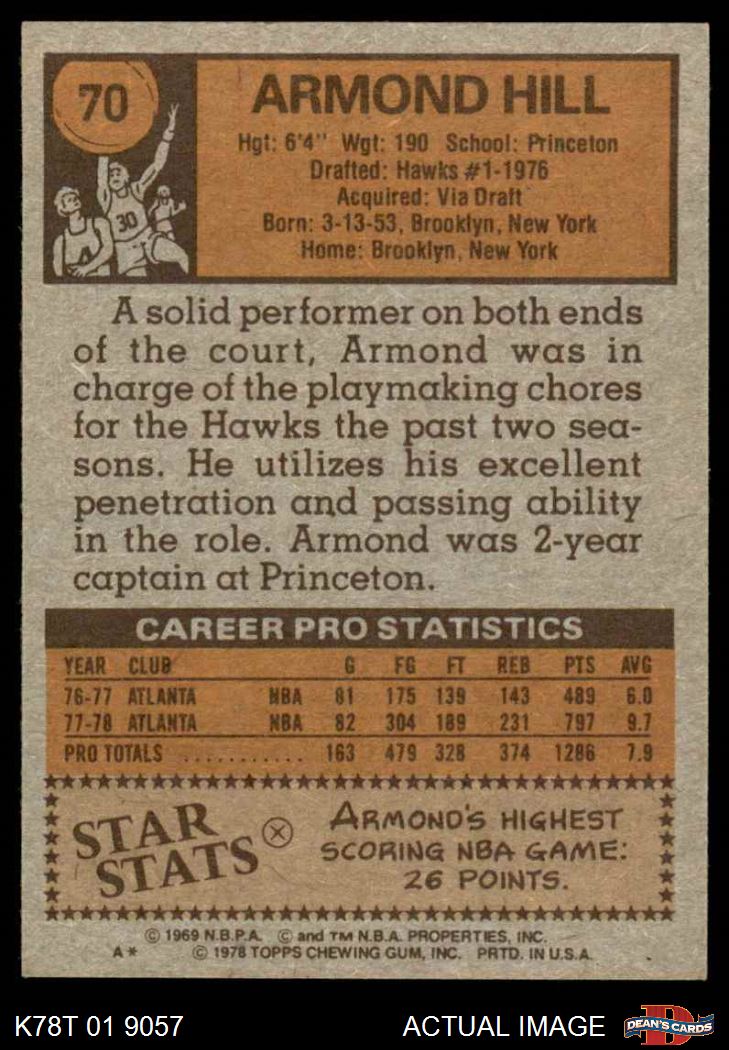 70
ARMOND HILL
Hgt: 6'4" Wgt: 190 School: Princeton
Drafted: Hawks #1-1976
Acquired: Via Draft
Born: 3-13-53, Brooklyn, New York
Home: Brooklyn, New York
30
4
A solid performer on both ends
of the court, Armond was in
charge of the playmaking chores
for the Hawks the past two sea-
sons. He utilizes his excellent
penetration and passing ability
in the role. Armond was 2-year
captain at Princeton.
CAREER PRO STATISTICS
YEAR CLUB G FG FT REB PTS AVG
76-77 ATLANTA NBA 81 175 139 143 489 6.0
77-78 ATLANTA NBA 82 304 189 231 797 9.7
PRO TOTALS ........... 163 479 328 374 1286 7.9
STAR
STATS
ARMOND'S HIGHEST
SCORING NBA GAME:
26 POINTS.
© 1969 N.B.P.A. © and TM N.B.A. PROPERTIES, INC.
A* © 1978 TOPPS CHEWING GUM, INC. PRTD. IN U.S.A.
K78T 01 9057 ACTUAL IMAGE DEAN'S CARDS